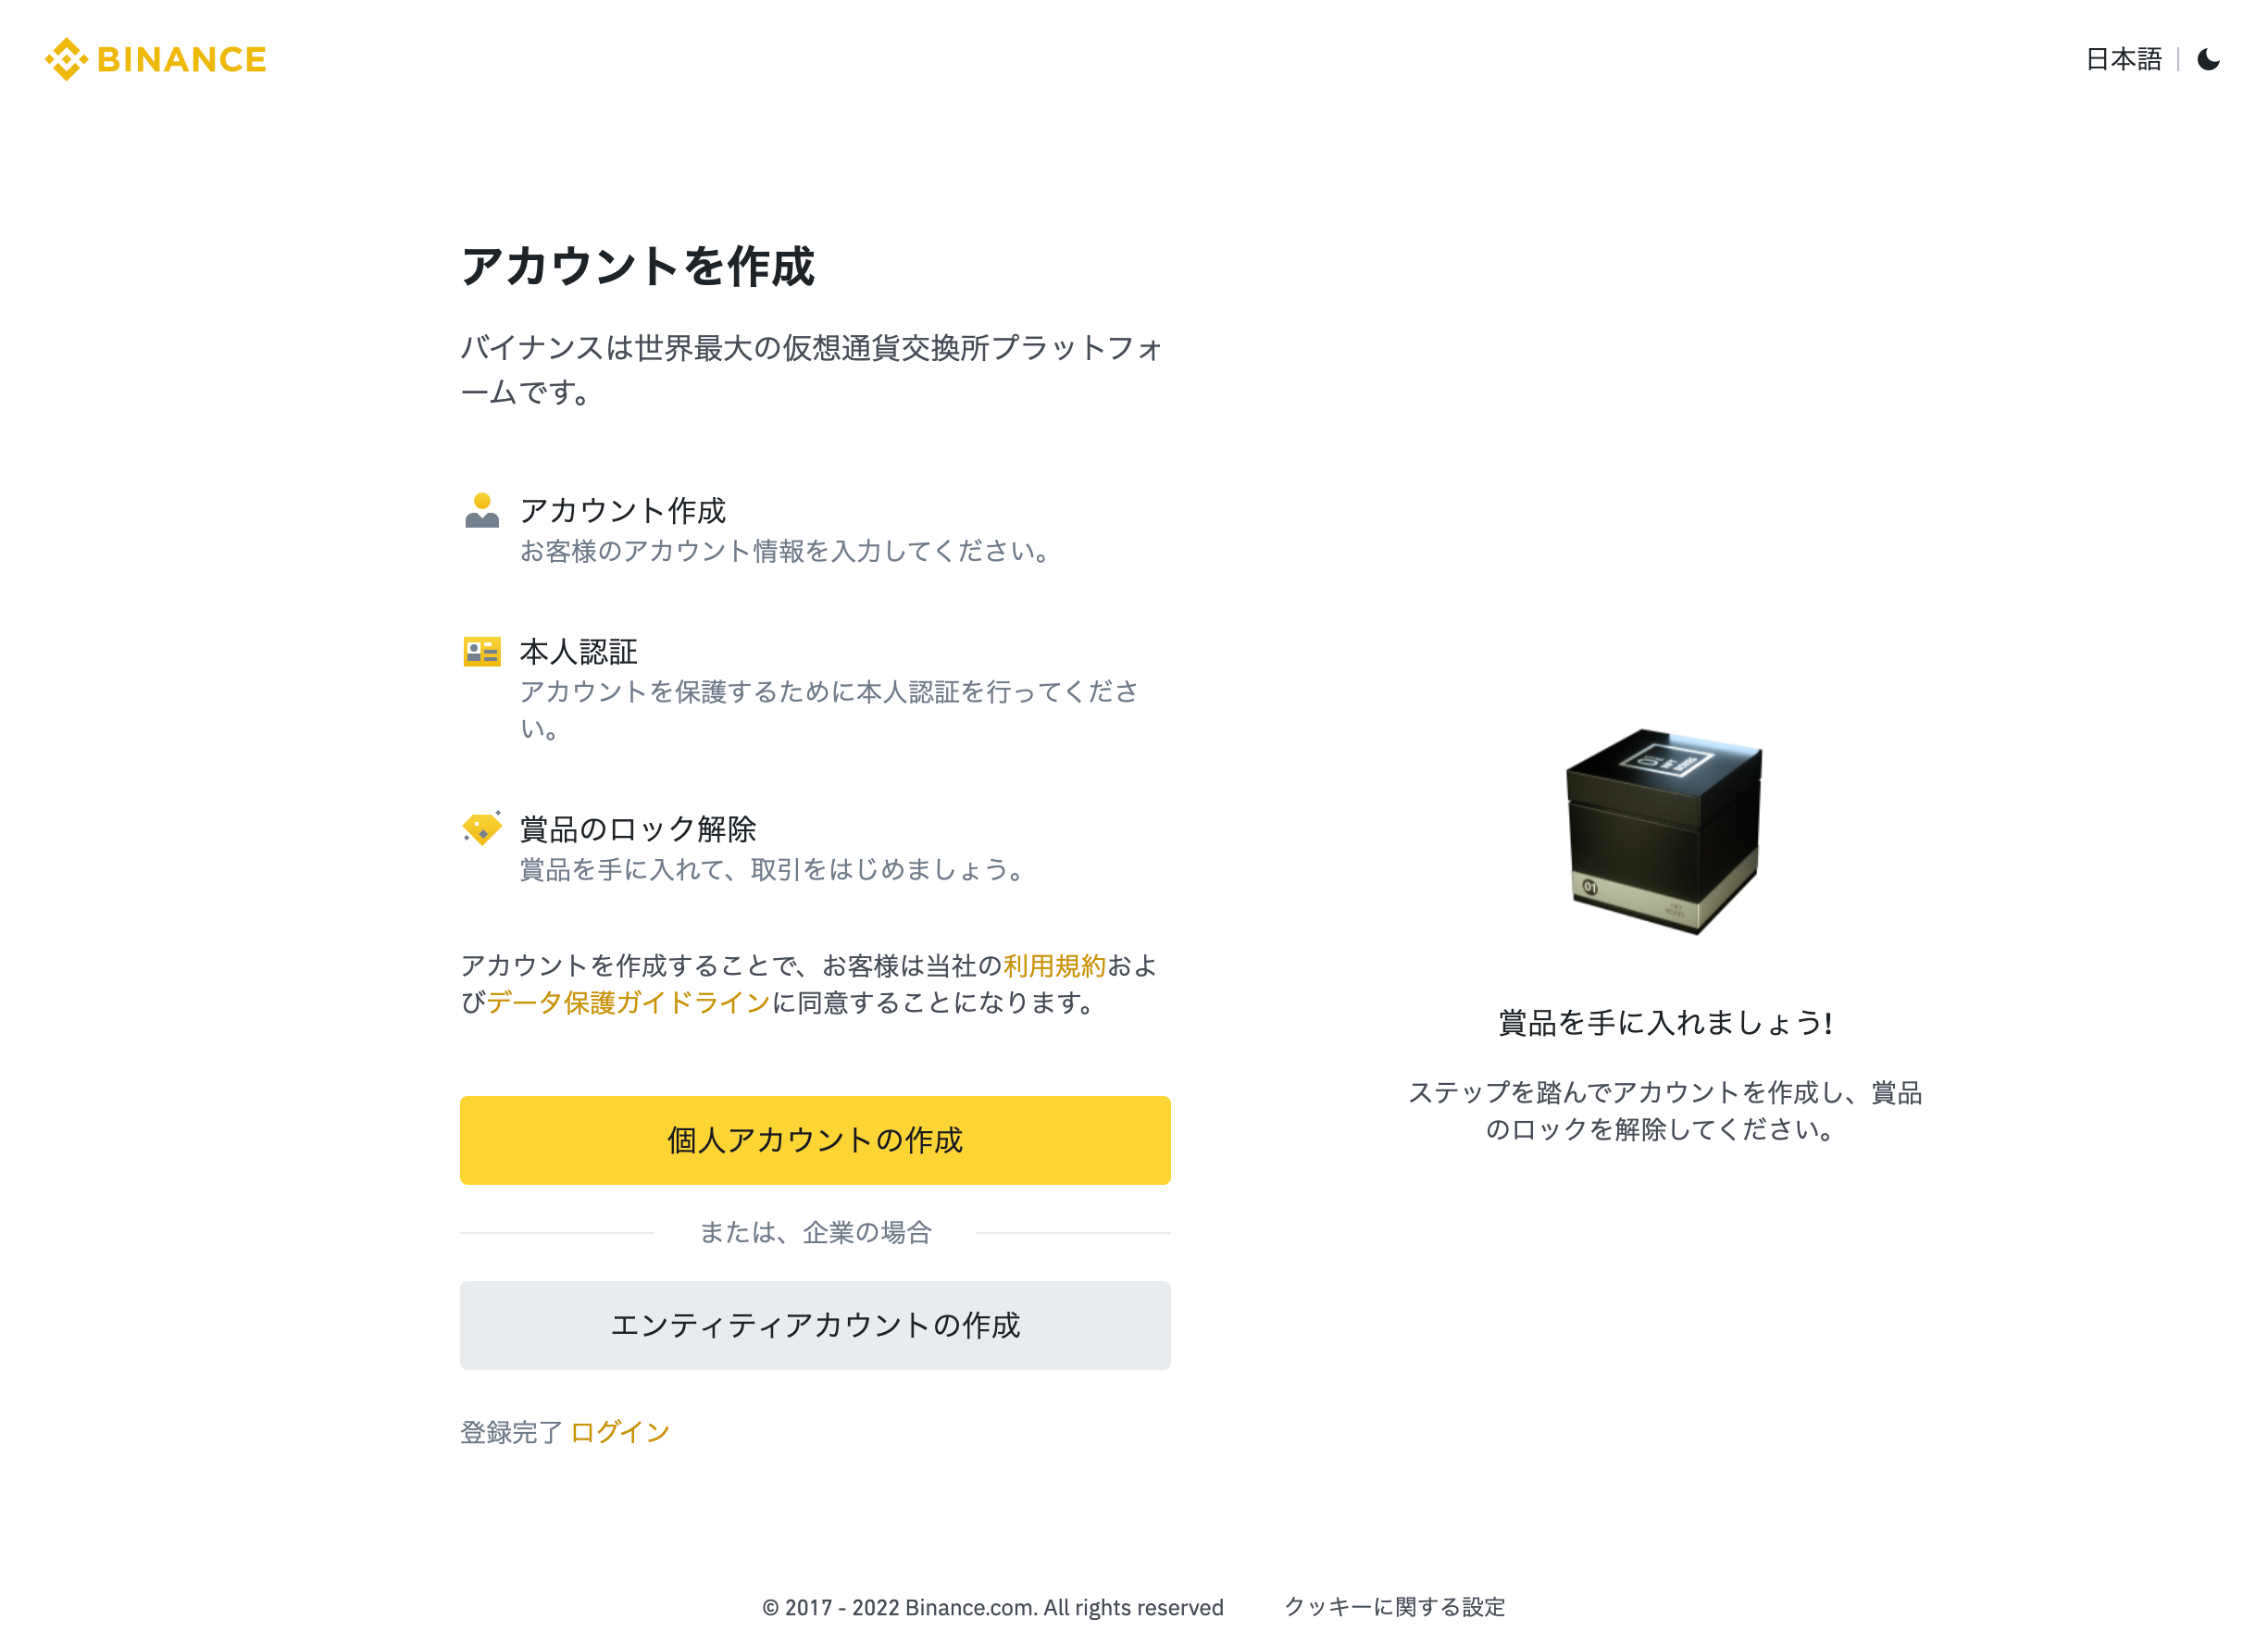 BINANCE
日本語
アカウントを作成
バイナンスは世界最大の仮想通貨交換所プラットフォ
ームです。
アカウント作成
お客様のアカウント情報を入力してください。
本人認証
アカウントを保護するために本人認証を行ってくださ
い。
賞品のロック解除
賞品を手に入れて、取引をはじめましょう。
アカウントを作成することで、お客様は当社の利用規約およ
びデータ保護ガイドラインに同意することになります。
個人アカウントの作成
または、企業の場合
エンティティアカウントの作成
登録完了 ログイン
01
NFT
BOXES
01
賞品を手に入れましょう!
ステップを踏んでアカウントを作成し、賞品
のロックを解除してください。
© 2017 - 2022 Binance.com. All rights reserved
クッキーに関する設定